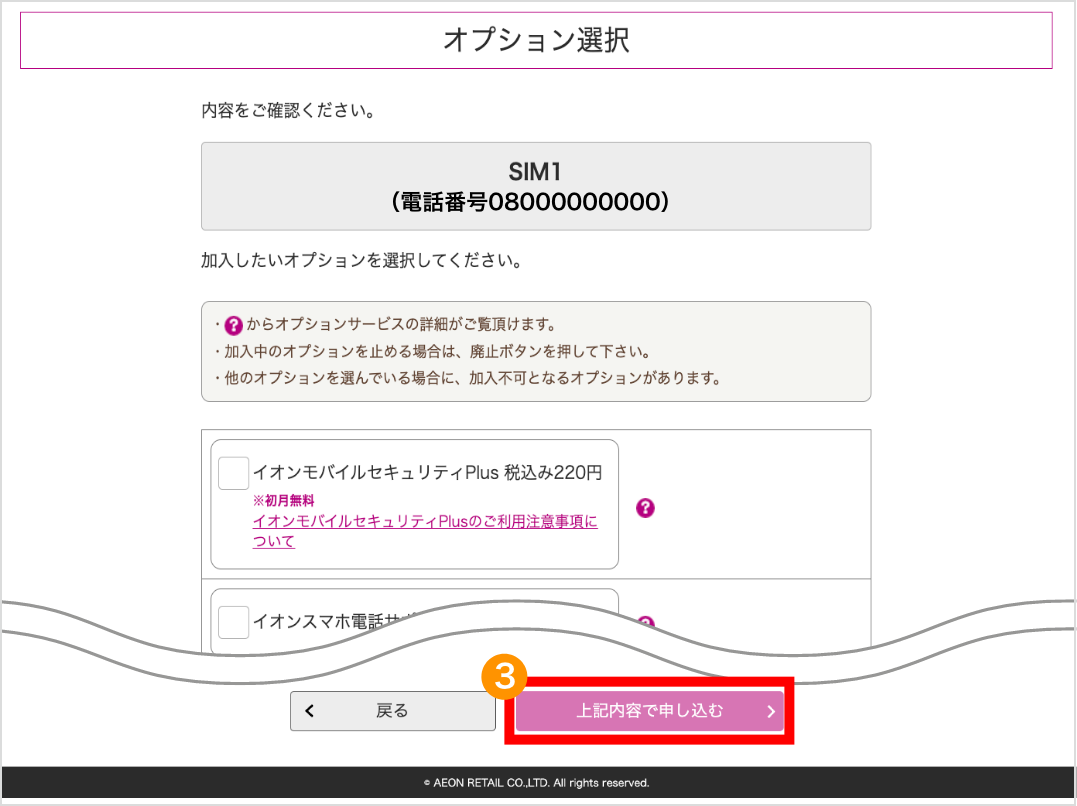 オプション選択
内容をご確認ください。
SIM1
（電話番号08000000000）
加入したいオプションを選択してください。
・?からオプションサービスの詳細がご覧頂けます。
・加入中のオプションを止める場合は、廃止ボタンを押して下さい。
・他のオプションを選んでいる場合に、加入不可となるオプションがあります。
イオンモバイルセキュリティPlus 税込み220円
※初月無料
?
イオンモバイルセキュリティPlusのご利用注意事項に
ついて
イオンスマホ電話サ
3
戻る
上記内容で申し込む
© AEON RETAIL CO.,LTD. All rights reserved.